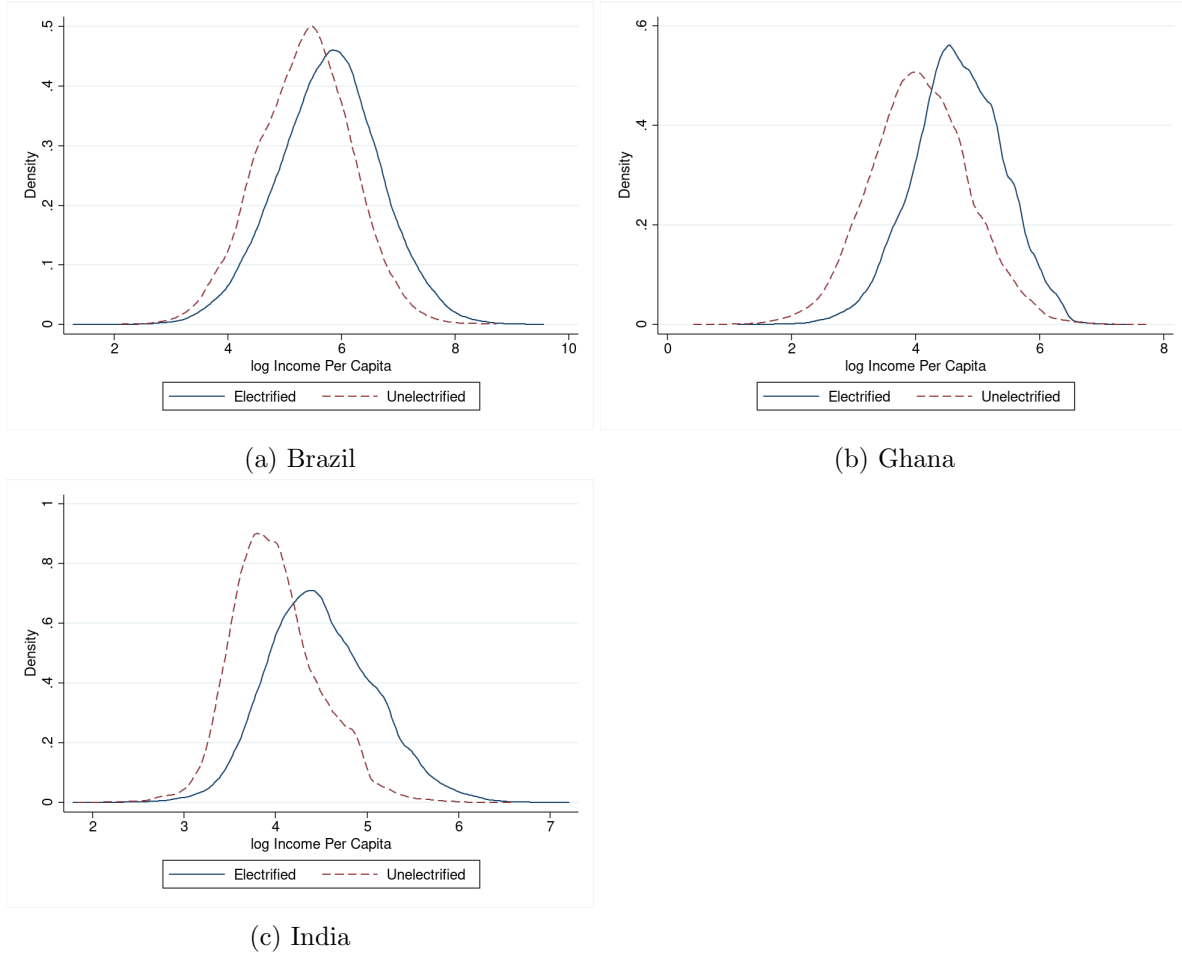 .5
.4
.3
.2
.1
0
Density
2 4 6 8 10
log Income Per Capita
Electrified Unelectrified
(a) Brazil
.6
.4
.2
0
Density
0 2 4 6 8
log Income Per Capita
Electrified Unelectrified
(b) Ghana
1
.8
.6
.4
.2
0
Density
2 3 4 5 6 7
log Income Per Capita
Electrified Unelectrified
(c) India